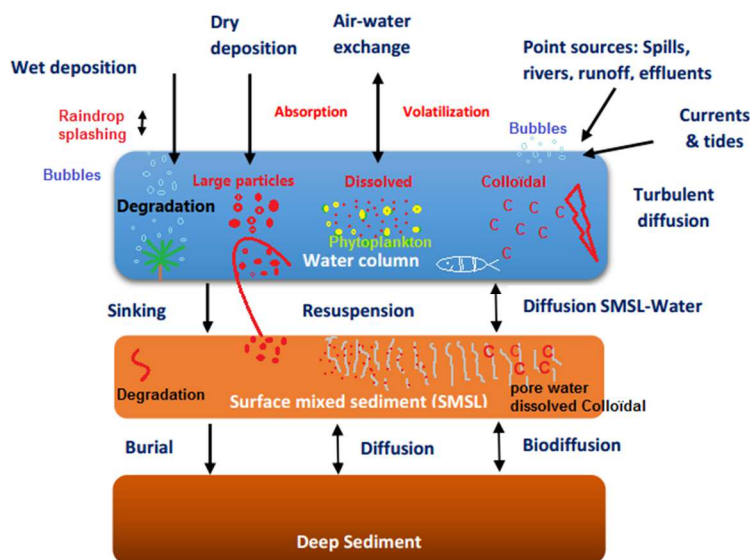 Dry
deposition
Air-water
exchange
Point sources: Spills,
rivers, runoff, effluents
Wet deposition
Raindrop
splashing
Absorption
Volatilization
Bubbles
Currents
& tides
Bubbles
Degradation
Large particles
Dissolved
Colloïdal
C
C
C
C
C
C
C
Phytoplankton
Water column
Turbulent
diffusion
Sinking
Resuspension
Diffusion SMSL-Water
Degradation
C C C
C C
Surface mixed sediment (SMSL)
pore water
dissolved Colloïdal
Burial
Diffusion
Biodiffusion
Deep Sediment